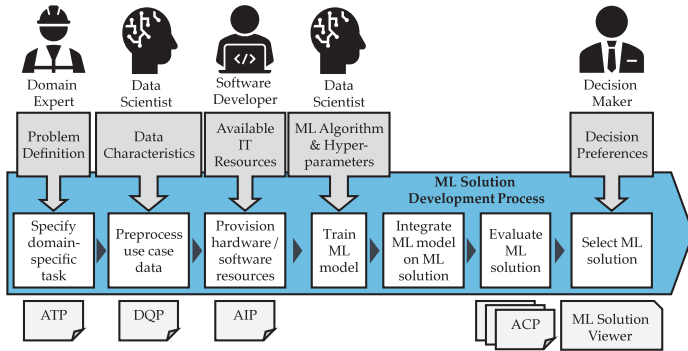 Domain
Expert
Data
Scientist
Software
Developer
Data
Scientist
Decision
Maker
Problem
Definition
Data
Characteristics
Available
IT
Resources
ML Algorithm
& Hyper-
parameters
Decision
Preferences
ML Solution
Development Process
Specify
domain-
specific
task
Preprocess
use case
data
Provision
hardware/
software
resources
Train
ML
model
Integrate
ML model
on ML
solution
Evaluate
ML
solution
Select ML
solution
ATP
DQP
AIP
ACP
ML Solution
Viewer